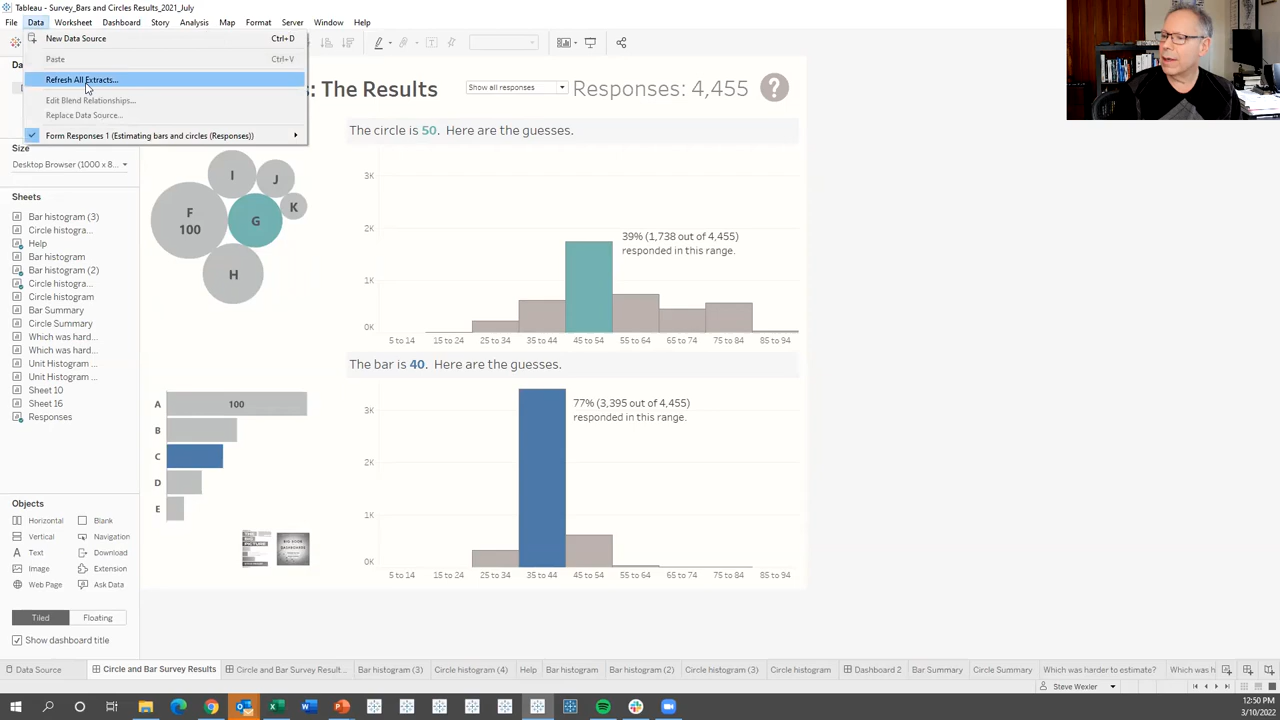 Tableau - Survey_Bars and Circles Results_2021_July
File Data Worksheet Dashboard Story Analysis Map Format Server Window Help
New Data Source Ctrl+D
Paste Ctrl+V
Refresh All Extracts...
Edit Blend Relationships...
Replace Data Source...
Form Responses 1 (Estimating bars and circles (Responses))
: The Results
Show all responses
Responses: 4,455
?
Size
Desktop Browser (1000 x 8...
Sheets
Bar histogram (3)
Circle histogra...
Help
Bar histogram
Bar histogram (2)
Circle histogra...
Circle histogram
Bar Summary
Circle Summary
Which was hard...
Which was hard...
Unit Histogram ...
Unit Histogram ...
Sheet 10
Sheet 16
Responses
Objects
Horizontal Blank
Vertical Navigation
Text Download
Image Extension
Web Page Ask Data
Tiled Floating
Show dashboard title
I
J
K
F
100
G
H
The circle is 50. Here are the guesses.
3K
2K
1K
0K
39% (1,738 out of 4,455)
responded in this range.
5 to 14 15 to 24 25 to 34 35 to 44 45 to 54 55 to 64 65 to 74 75 to 84 85 to 94
A 100
B
C
D
E
The bar is 40. Here are the guesses.
3K
2K
1K
0K
77% (3,395 out of 4,455)
responded in this range.
5 to 14 15 to 24 25 to 34 35 to 44 45 to 54 55 to 64 65 to 74 75 to 84 85 to 94
Data Source Circle and Bar Survey Results Circle and Bar Survey Result... Bar histogram (3) Circle histogram (4) Help Bar histogram Bar histogram (2) Circle histogram (3) Circle histogram Dashboard 2 Bar Summary Circle Summary Which was harder to estimate? Which was h
Steve Wexler
12:50 PM
3/10/2022